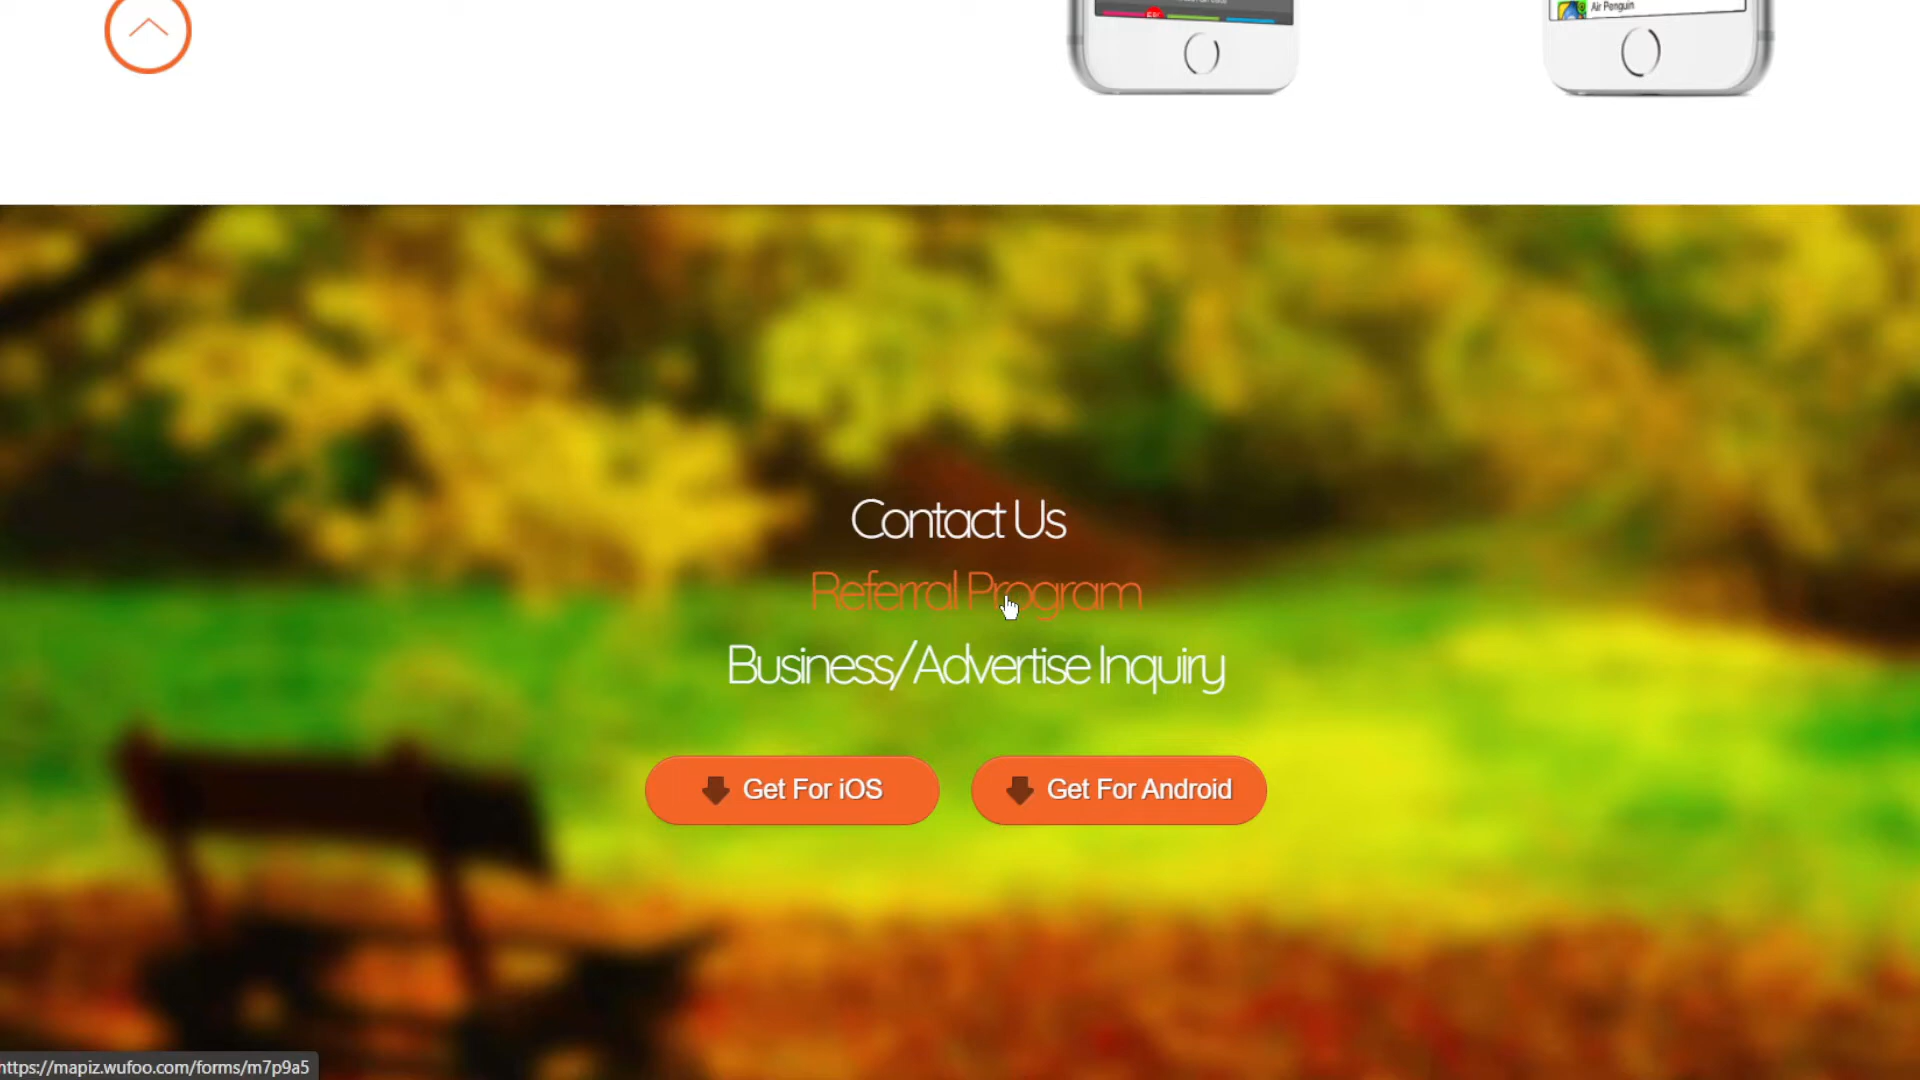 Air Penguin
Contact Us
Referral Program
Business/Advertise Inquiry
Get For iOS
Get For Android
https://mapiz.wufoo.com/forms/m7p9a5